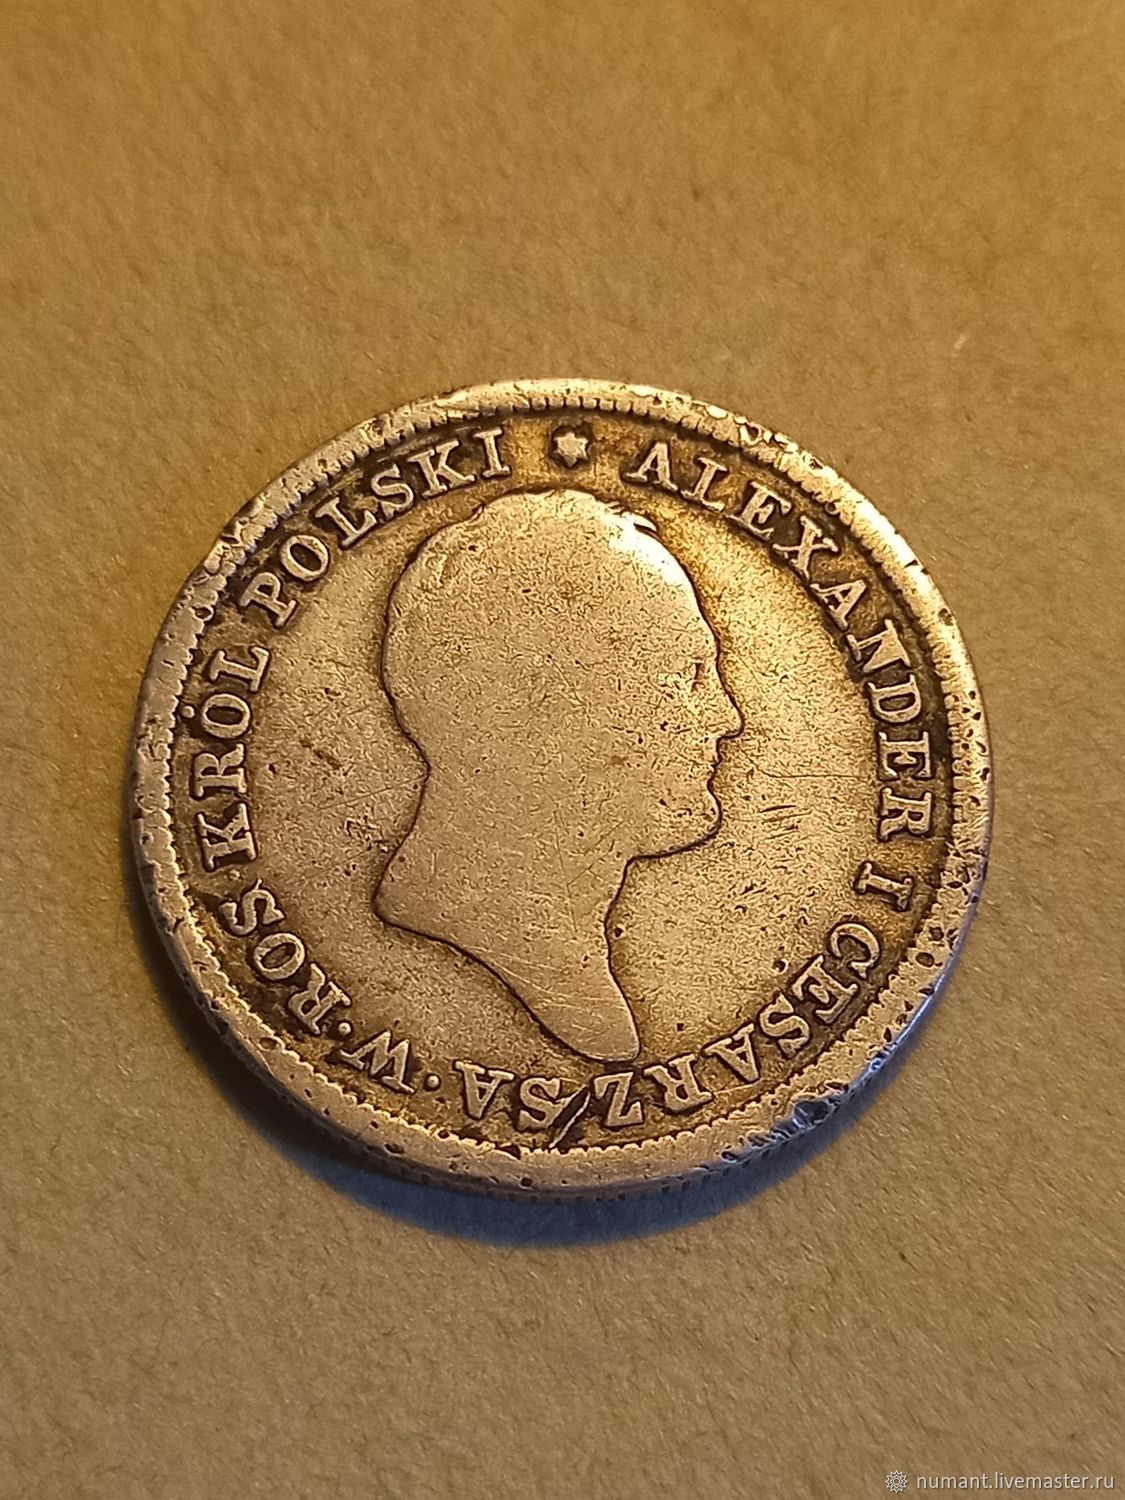 ALEXANDER I CESARZ SA · W · ROS · KRÓL POLSKI
numant.livemaster.ru